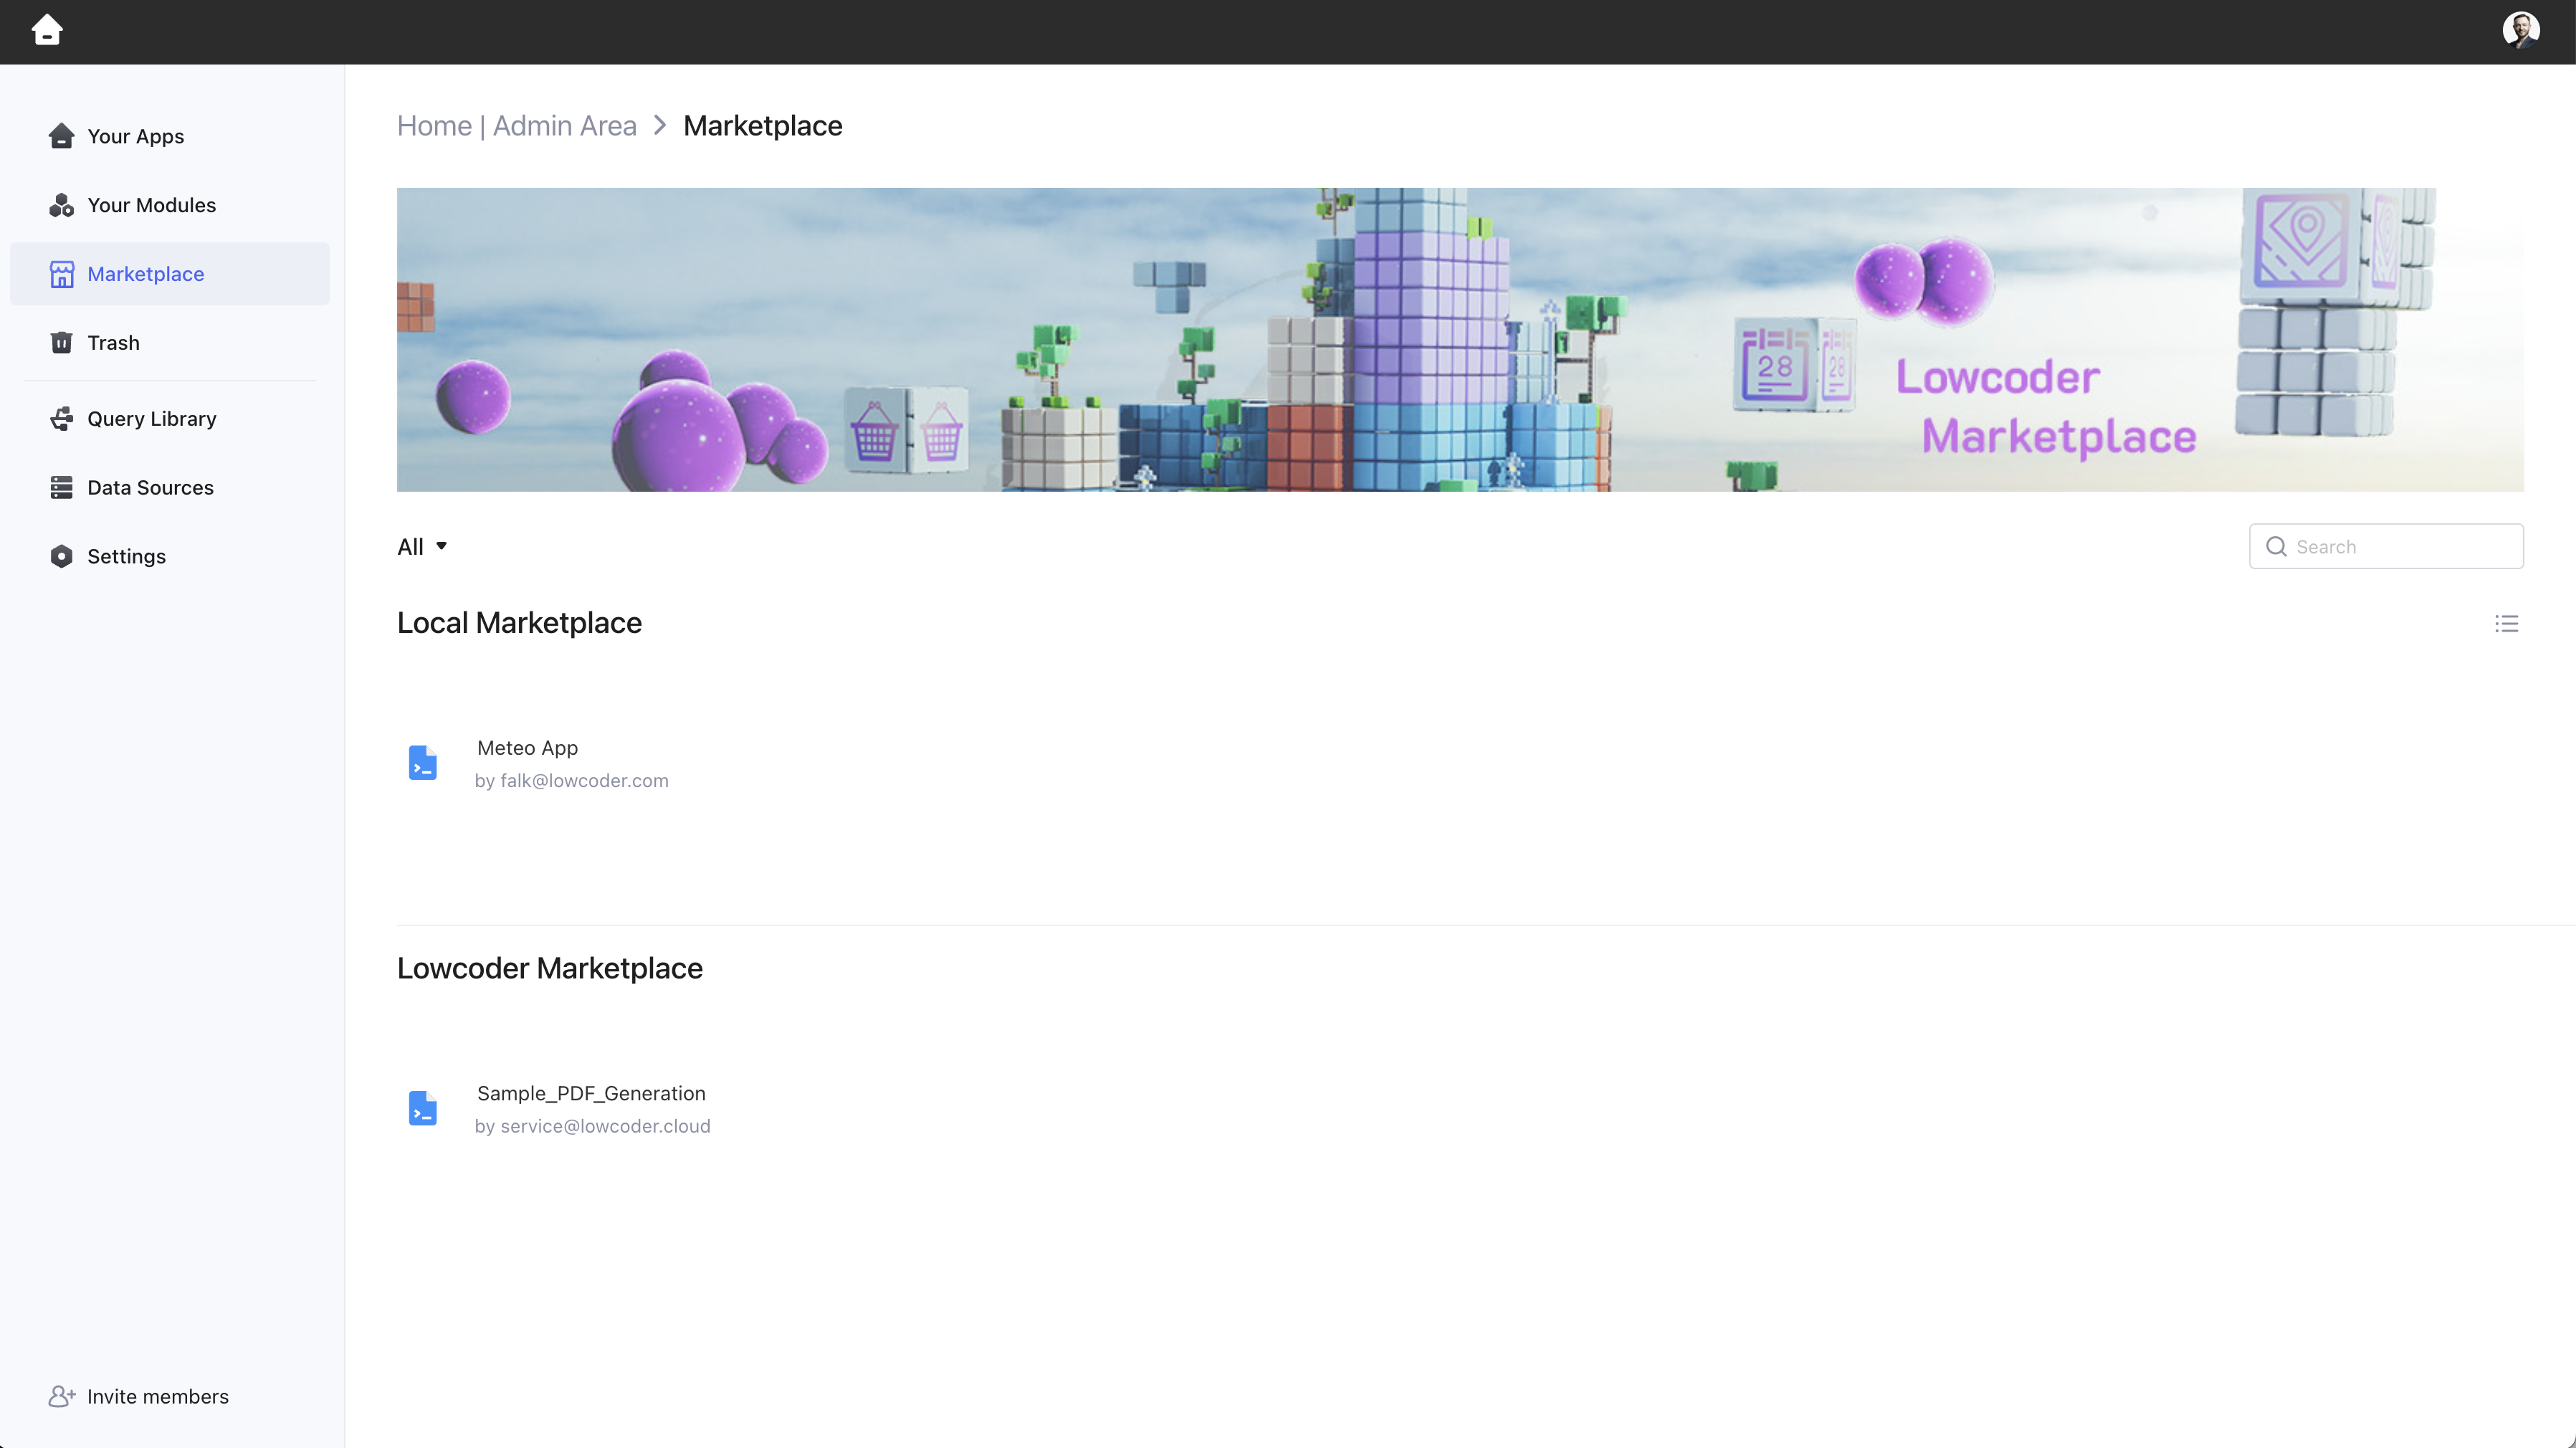 Your Apps
Your Modules
Marketplace
Trash
Query Library
Data Sources
Settings
Invite members
Home | Admin Area > Marketplace
28 28
Lowcoder
Marketplace
All
Search
Local Marketplace
Meteo App
by falk@lowcoder.com
Lowcoder Marketplace
Sample_PDF_Generation
by service@lowcoder.cloud